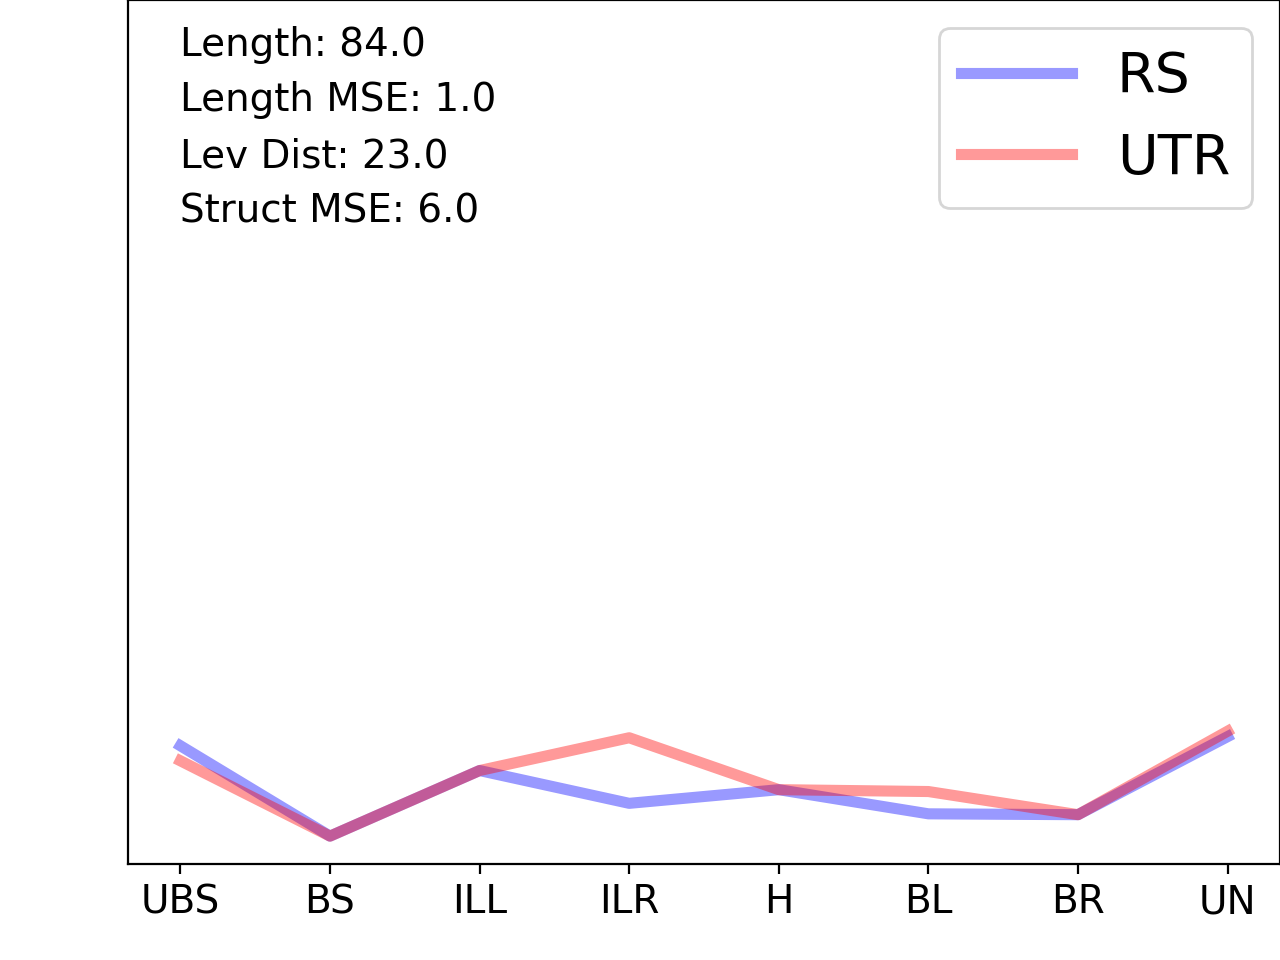 Length: 84.0
Length MSE: 1.0
Lev Dist: 23.0
Struct MSE: 6.0
RS
UTR
UBS BS ILL ILR H BL BR UN